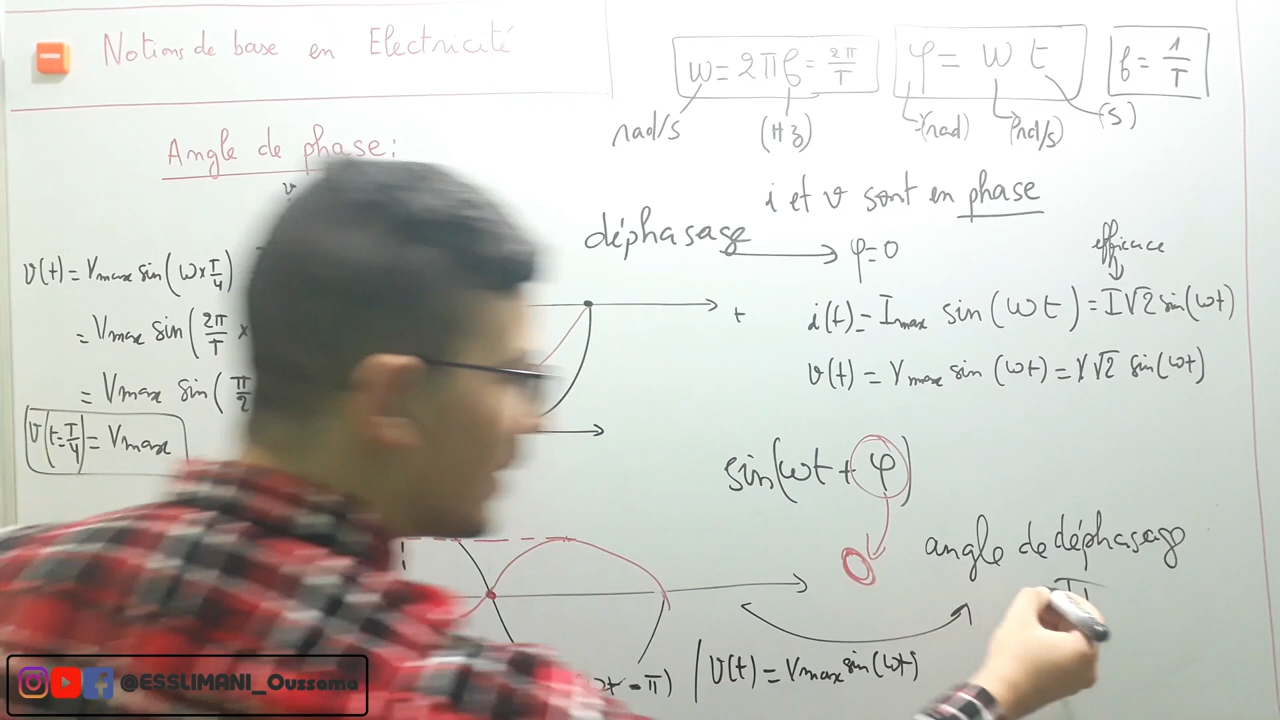 Notions de base en Electricité
ω = 2πf = 2π/T
φ = ω t
f = 1/T
rad/s
(Hz)
(rad)
(rad/s)
(s)
Angle de phase :
v
i et v sont en phase
déphasage → φ=0
efficace
v(t) = Vmax sin(ω × T/4)
= Vmax sin(2π/T ×
= Vmax sin(π/2
v(t=T/4) = Vmax
t
i(t) = Imax sin(ωt) = I√2 sin(ωt)
v(t) = Vmax sin(ωt) = V√2 sin(ωt)
sin(ωt + φ)
0
angle de déphasage
- π)
v(t) = Vmax sin(ωt)
@ESSLIMANI_Oussama